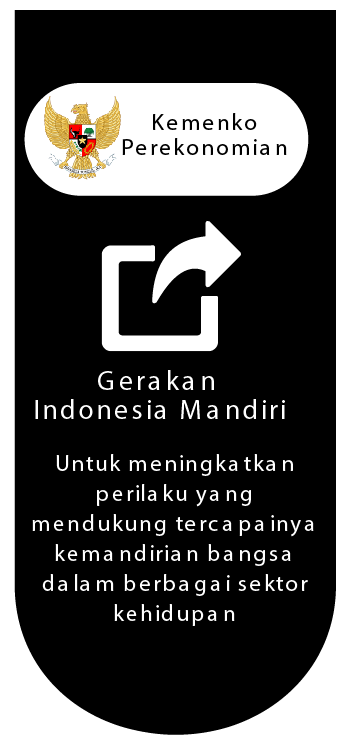 Kemenko
Perekonomian
Gerakan
Indonesia Mandiri
Untuk meningkatkan
perilaku yang
mendukung tercapainya
kemandirian bangsa
dalam berbagai sektor
kehidupan